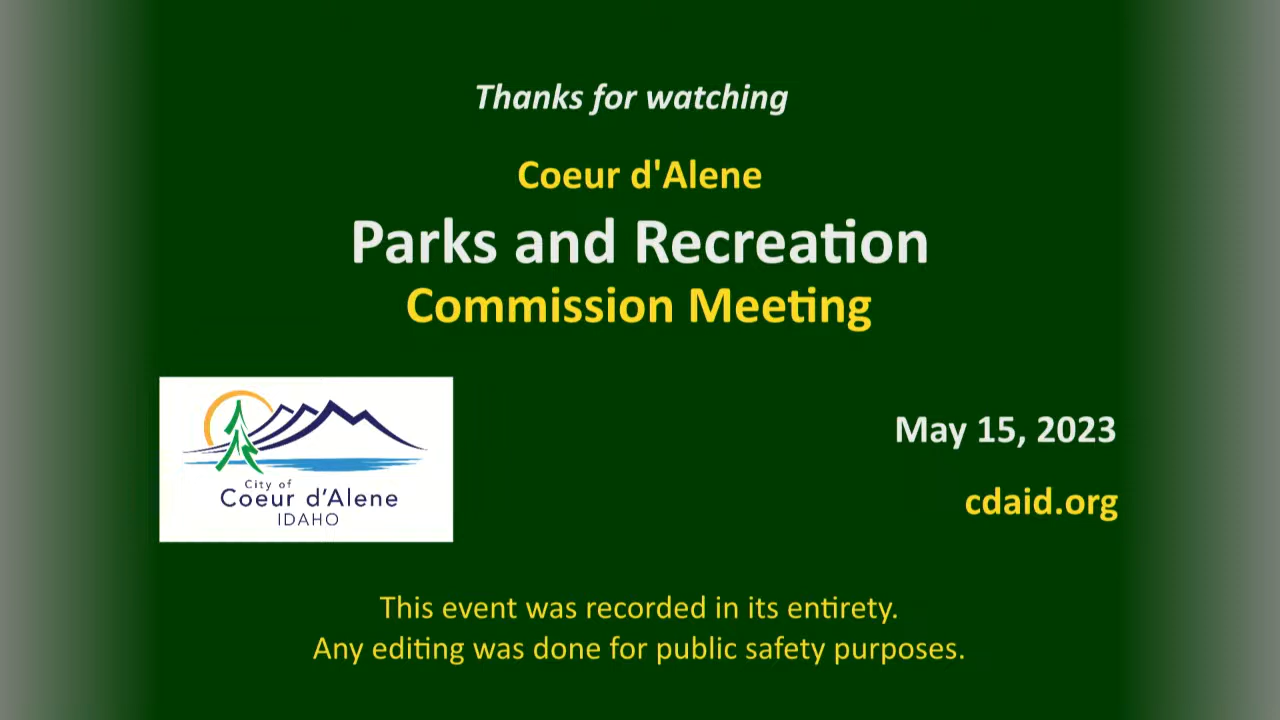 Thanks for watching
Coeur d'Alene
Parks and Recreation
Commission Meeting
May 15, 2023
City of
Coeur d'Alene
IDAHO
cdaid.org
This event was recorded in its entirety.
Any editing was done for public safety purposes.